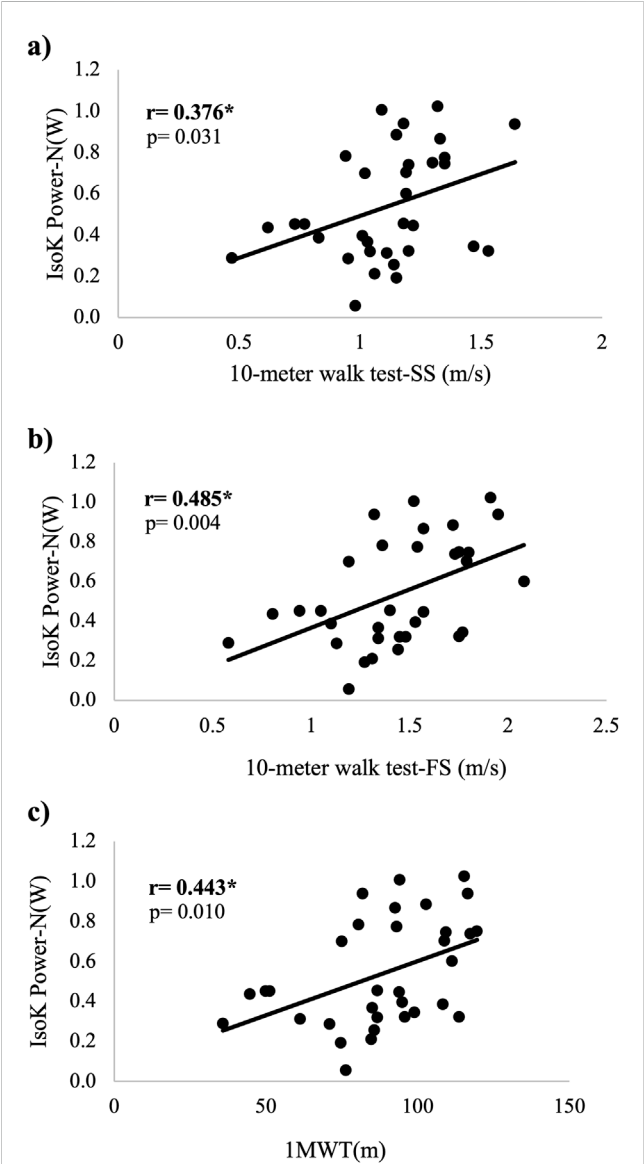 a)
1.2
1.0
0.8
0.6
0.4
0.2
0.0
IsoK Power-N(W)
r= 0.376*
p= 0.031
0 0.5 1 1.5 2
10-meter walk test-SS (m/s)
b)
1.2
1.0
0.8
0.6
0.4
0.2
0.0
IsoK Power-N(W)
r= 0.485*
p= 0.004
0 0.5 1 1.5 2 2.5
10-meter walk test-FS (m/s)
c)
1.2
1.0
0.8
0.6
0.4
0.2
0.0
IsoK Power-N(W)
r= 0.443*
p= 0.010
0 50 100 150
1MWT(m)